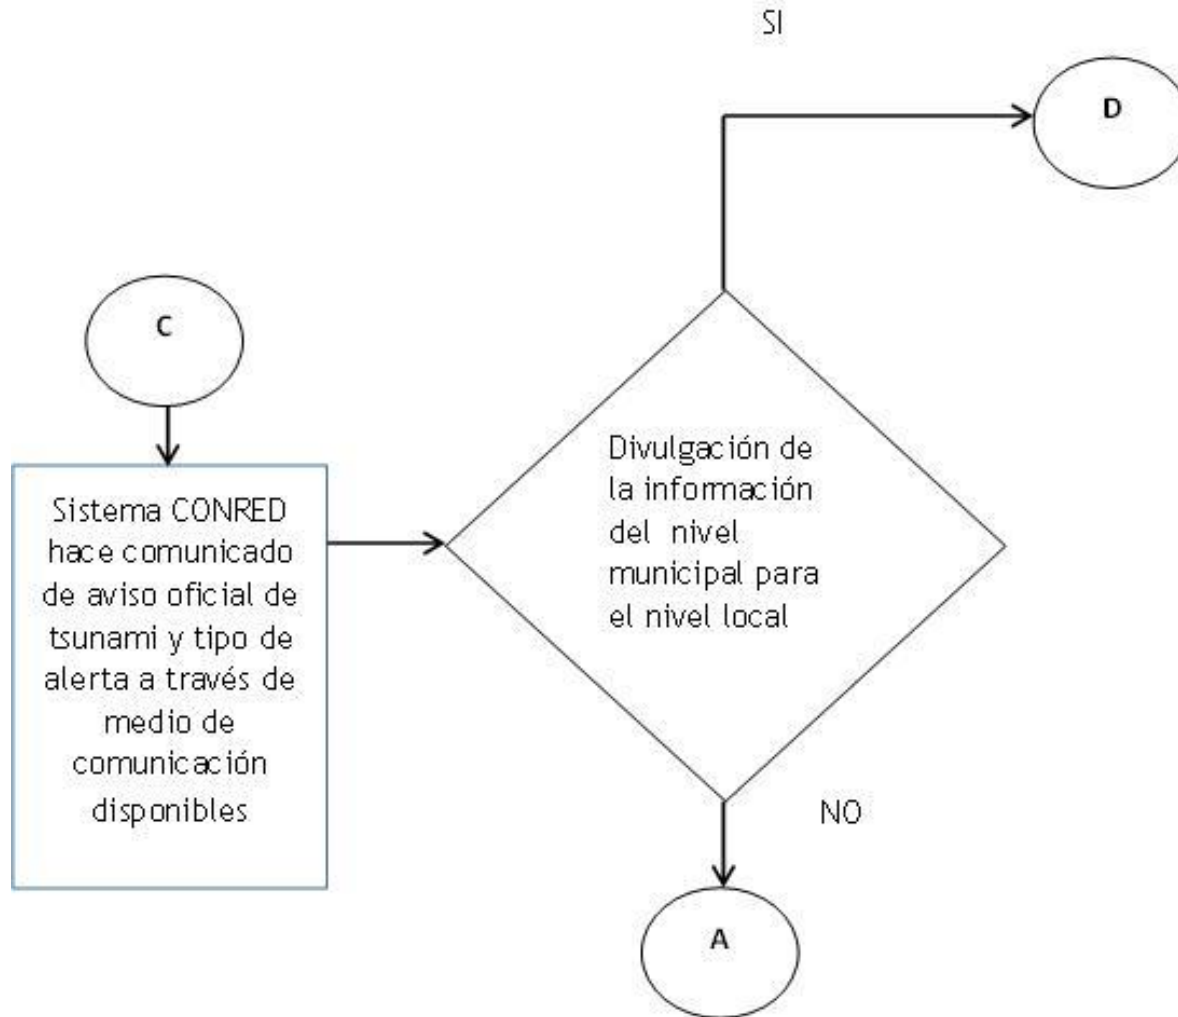 SI
D
C
Sistema CONRED
hace comunicado
de aviso oficial de
tsunami y tipo de
alerta a través de
medio de
comunicación
disponibles
Divulgación de
la información
del nivel
municipal para
el nivel local
NO
A